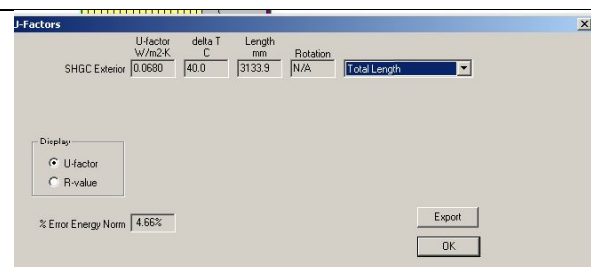 J-Factors
U-factor delta T Length
W/m2-K C mm Rotation
SHGC Exterior 0.0680 40.0 3133.9 N/A Total Length
Display
U-factor
R-value
% Error Energy Norm 4.66%
Export
OK